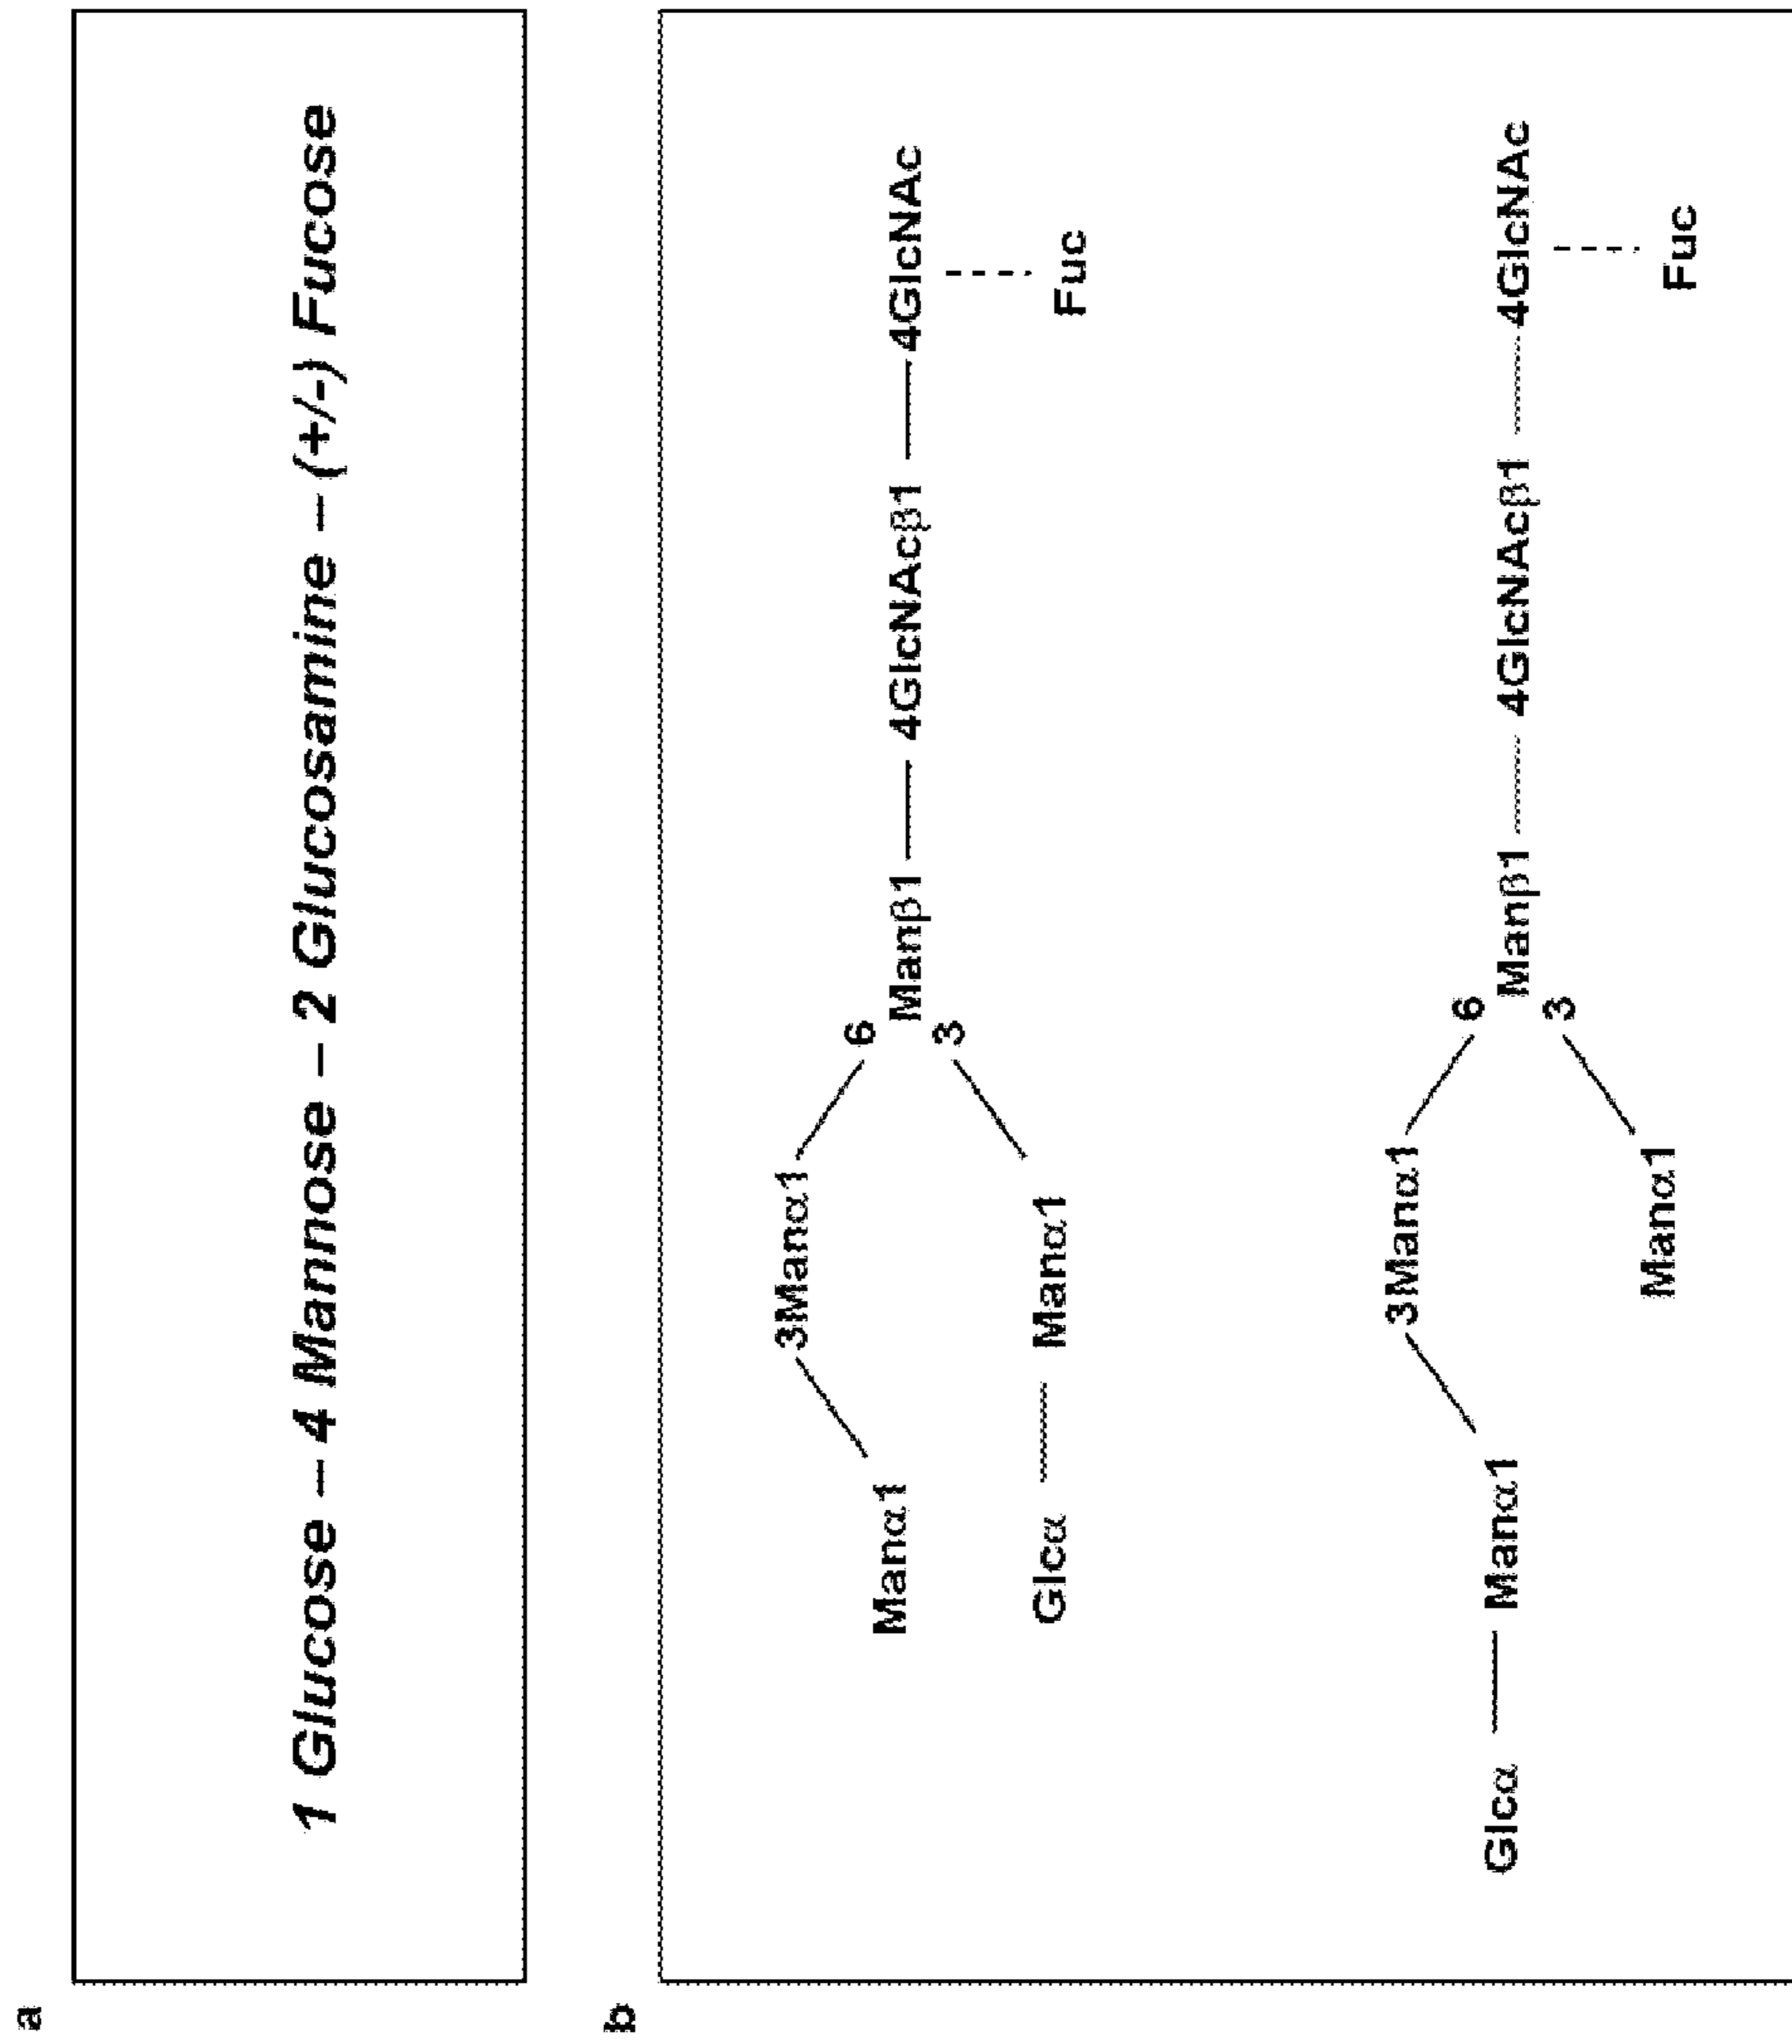 a
1 Glucose – 4 Mannose – 2 Glucosamine – (+/-) Fucose
b
Manα1
3Manα1
6
Glcα
Manα1
3
Manβ1
4GlcNAcβ1
4GlcNAc
Fuc
Glcα
Manα1
3Manα1
6
Manα1
3
Manβ1
4GlcNAcβ1
4GlcNAc
Fuc